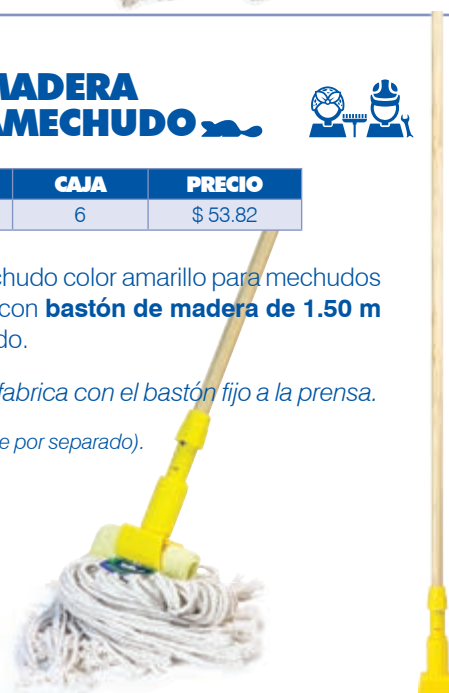 MADERA
AMECHUDO
CAJA PRECIO
6 $ 53.82
chudo color amarillo para mechudos
con bastón de madera de 1.50 m
do.
fabrica con el bastón fijo a la prensa.
e por separado).